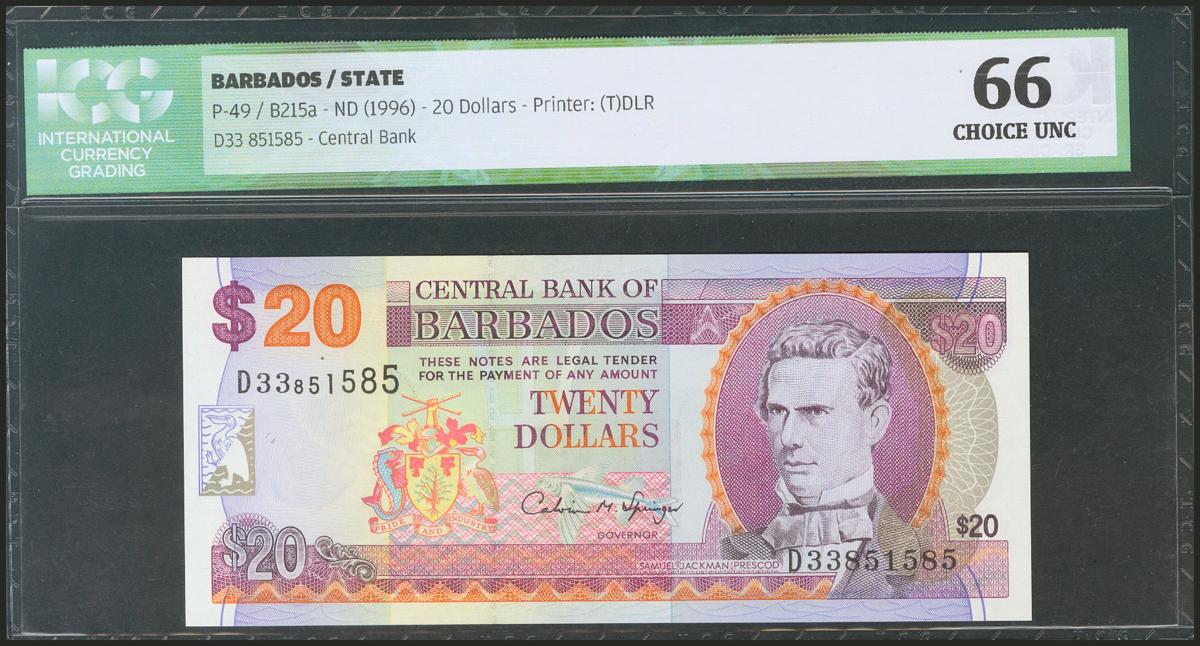 ICG
INTERNATIONAL
CURRENCY
GRADING
BARBADOS / STATE
P-49 / B215a - ND (1996) - 20 Dollars - Printer: (T)DLR
D33 851585 - Central Bank
66
CHOICE UNC
$20
CENTRAL BANK OF
BARBADOS
$20
THESE NOTES ARE LEGAL TENDER
FOR THE PAYMENT OF ANY AMOUNT
D33851585
TWENTY
DOLLARS
Calvin M. Springer
GOVERNOR
PRIDE AND INDUSTRY
$20
$20
SAMUEL JACKMAN PRESCOD
D33851585